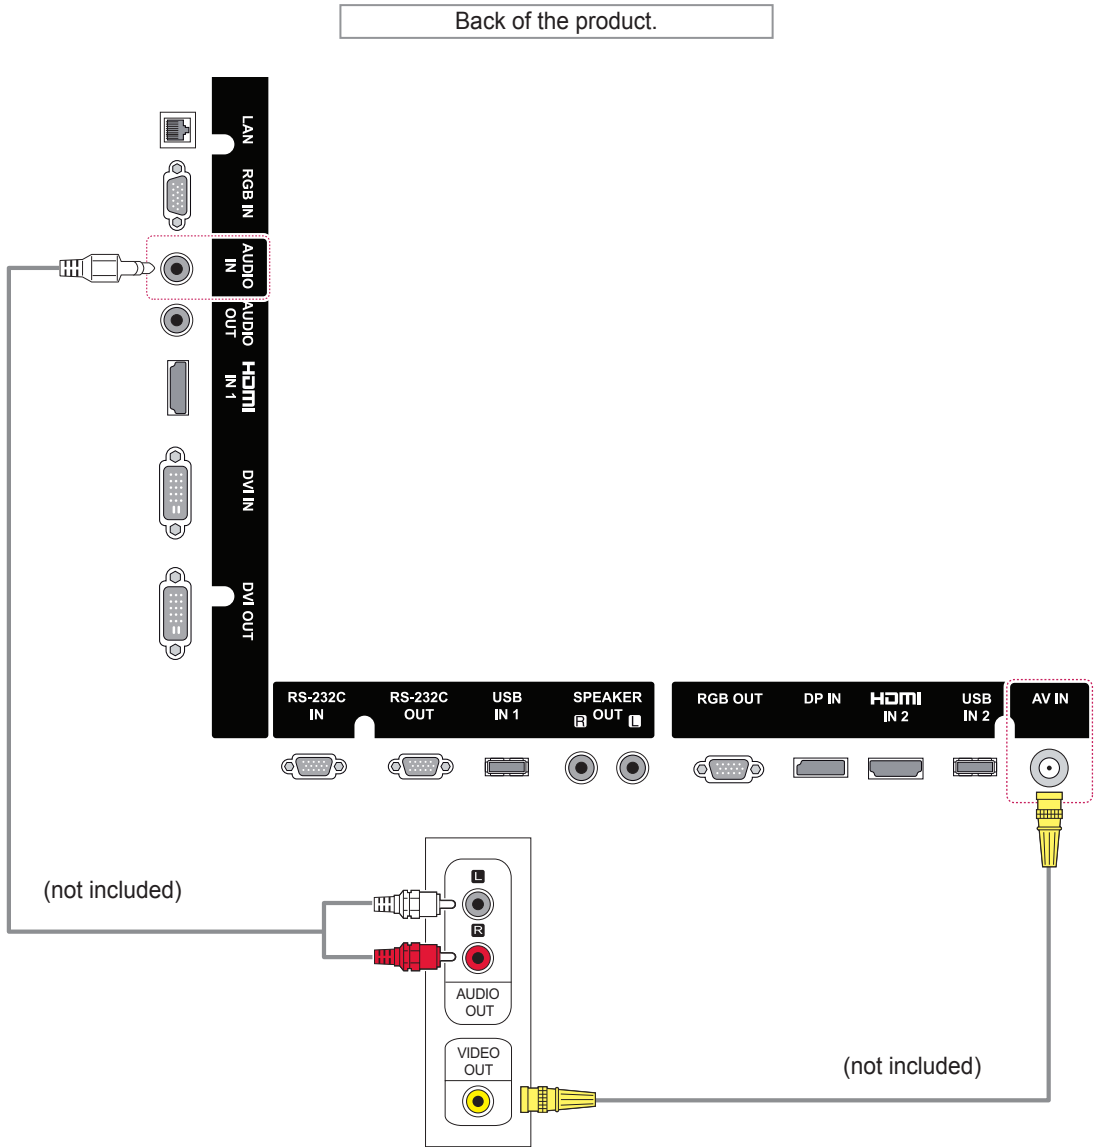 Back of the product.
LAN
RGB IN
AUDIO
IN
AUDIO
OUT
HDMI
IN 1
DVI IN
DVI OUT
RS-232C
IN
RS-232C
OUT
USB
IN 1
SPEAKER
R OUT L
RGB OUT
DP IN
HDMI
IN 2
USB
IN 2
AV IN
(not included)
L
R
AUDIO
OUT
VIDEO
OUT
(not included)